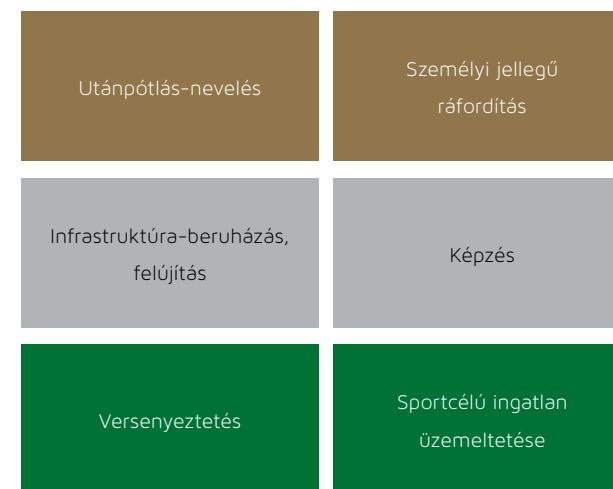 Utánpótlás-nevelés
Személyi jellegű
ráfordítás
Infrastruktúra-beruházás,
felújítás
Képzés
Versenyeztetés
Sportcélú ingatlan
üzemeltetése